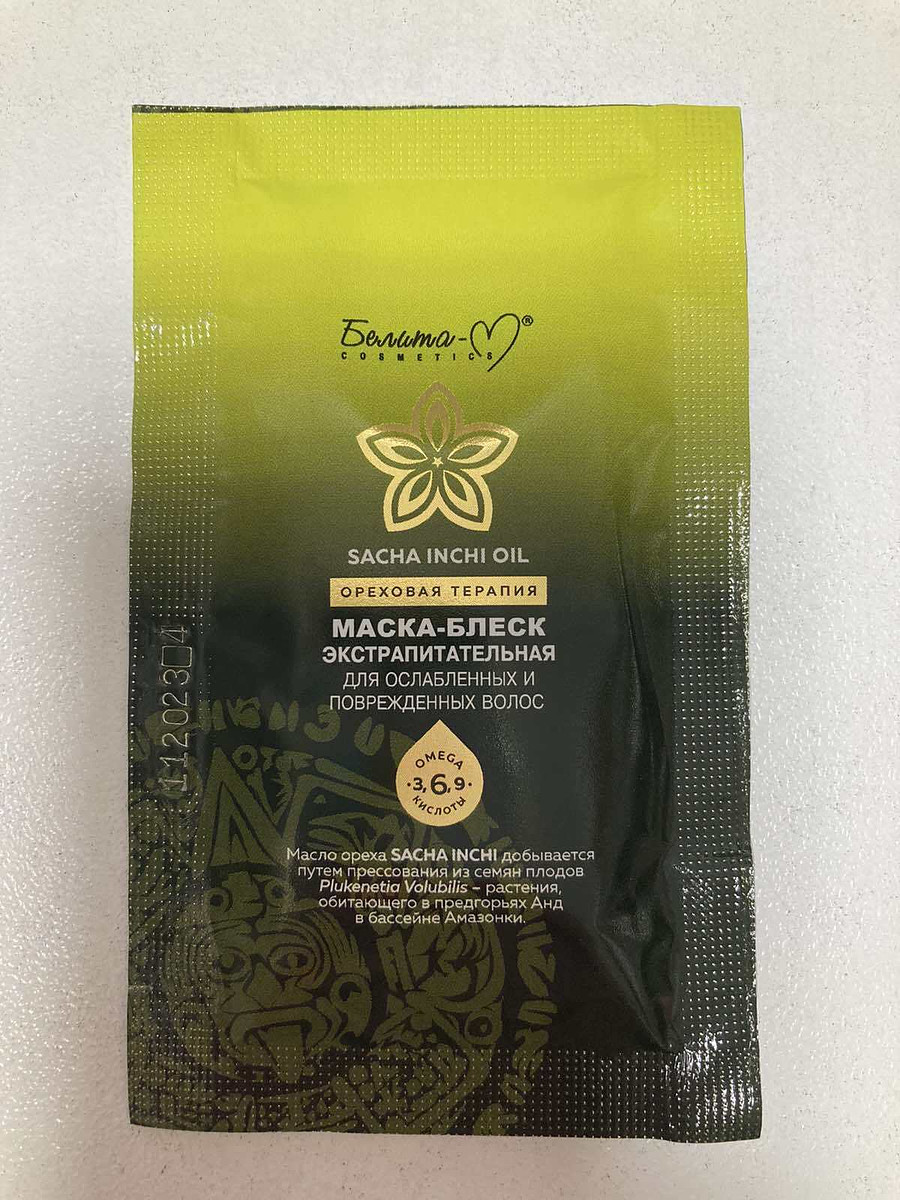 Белита-М®
COSMETICS
SACHA INCHI OIL
ОРЕХОВАЯ ТЕРАПИЯ
МАСКА-БЛЕСК
ЭКСТРАПИТАТЕЛЬНАЯ
ДЛЯ ОСЛАБЛЕННЫХ И
ПОВРЕЖДЕННЫХ ВОЛОС
OMEGA
·3,6,9·
КИСЛОТЫ
Масло ореха SACHA INCHI добывается
путем прессования из семян плодов
Plukenetia Volubilis – растения,
обитающего в предгорьях Анд
в бассейне Амазонки.